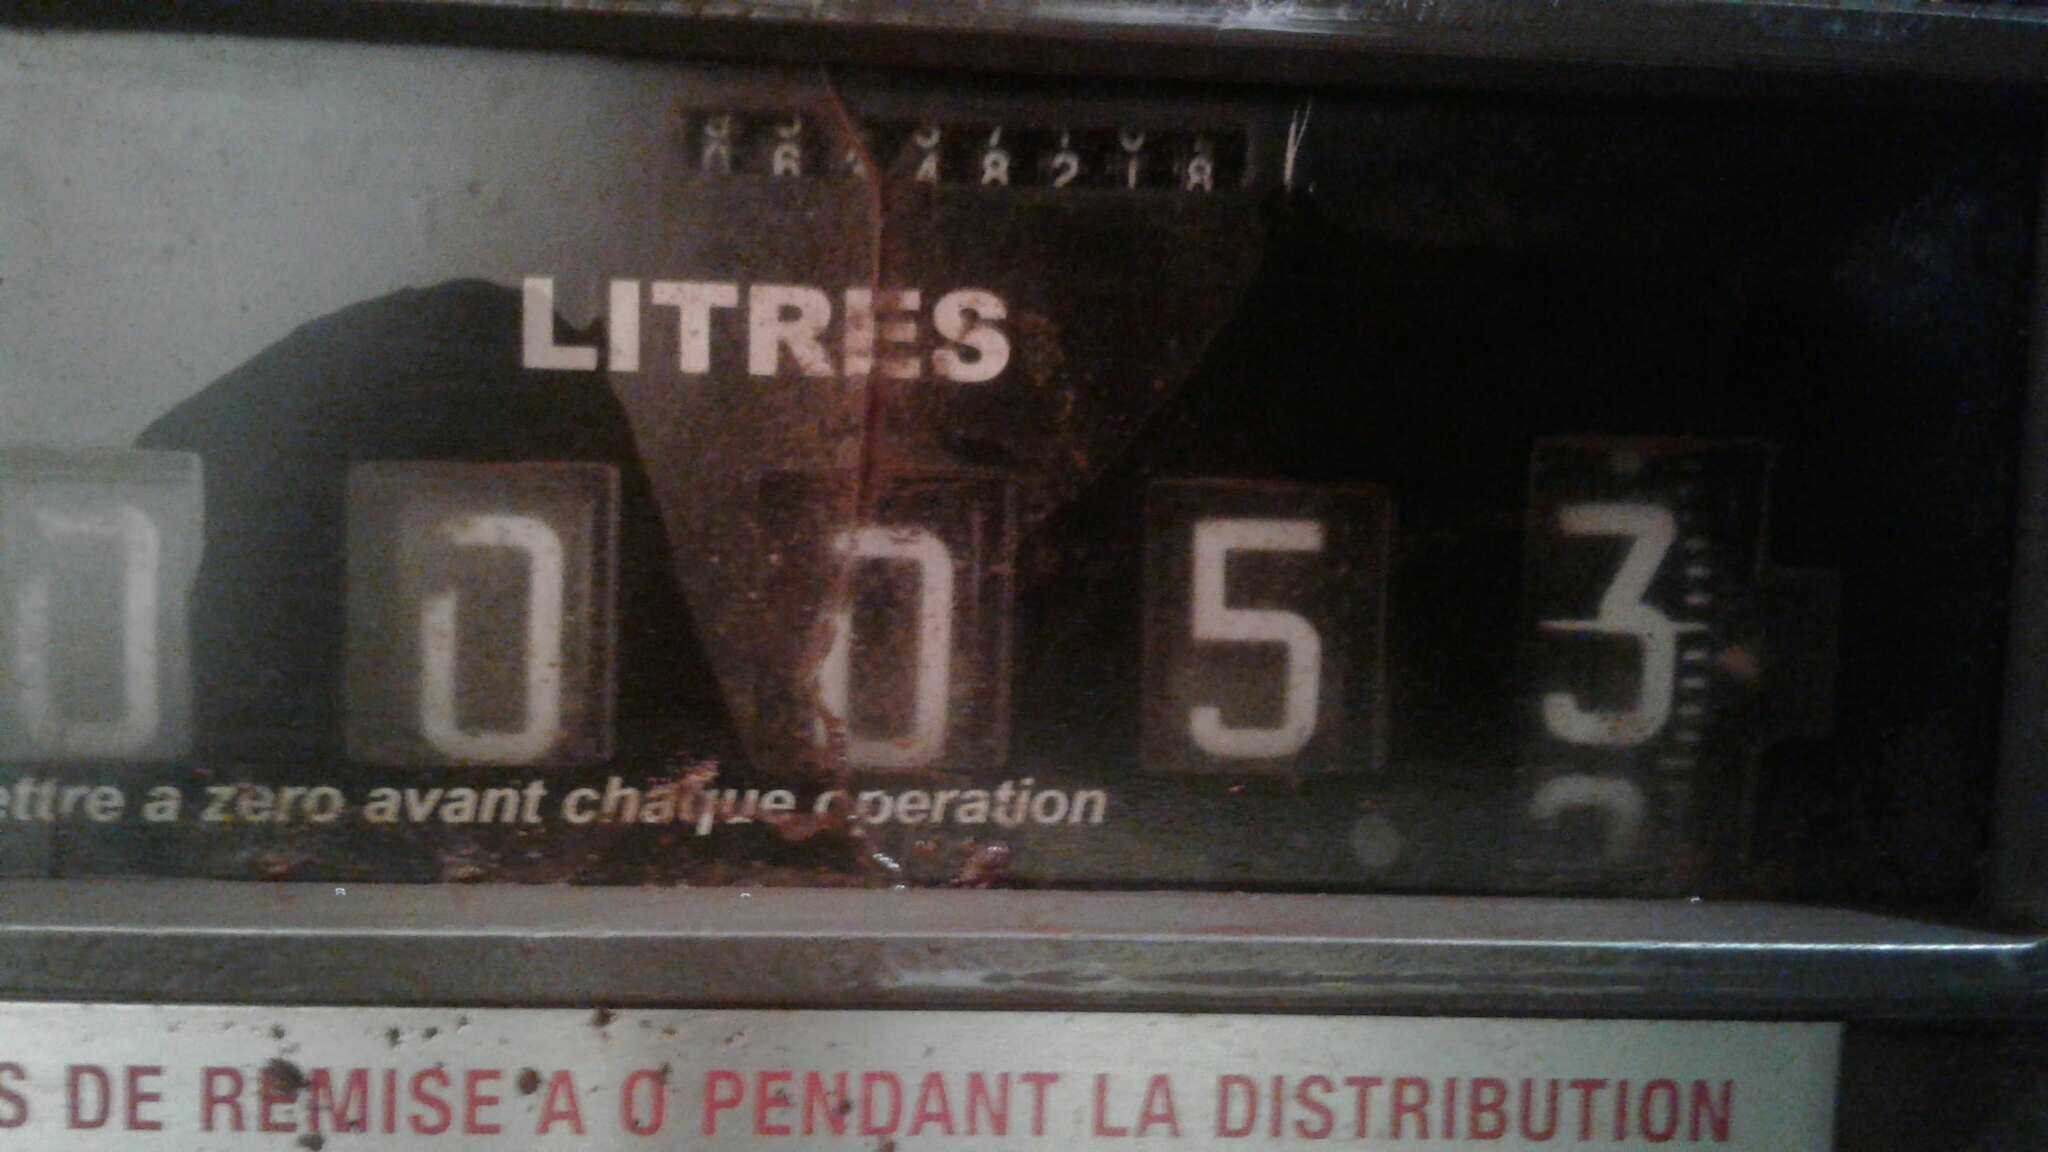 LITRES
0 0 0 5 3
ettre a zero avant chaque operation
S DE REMISE A 0 PENDANT LA DISTRIBUTION